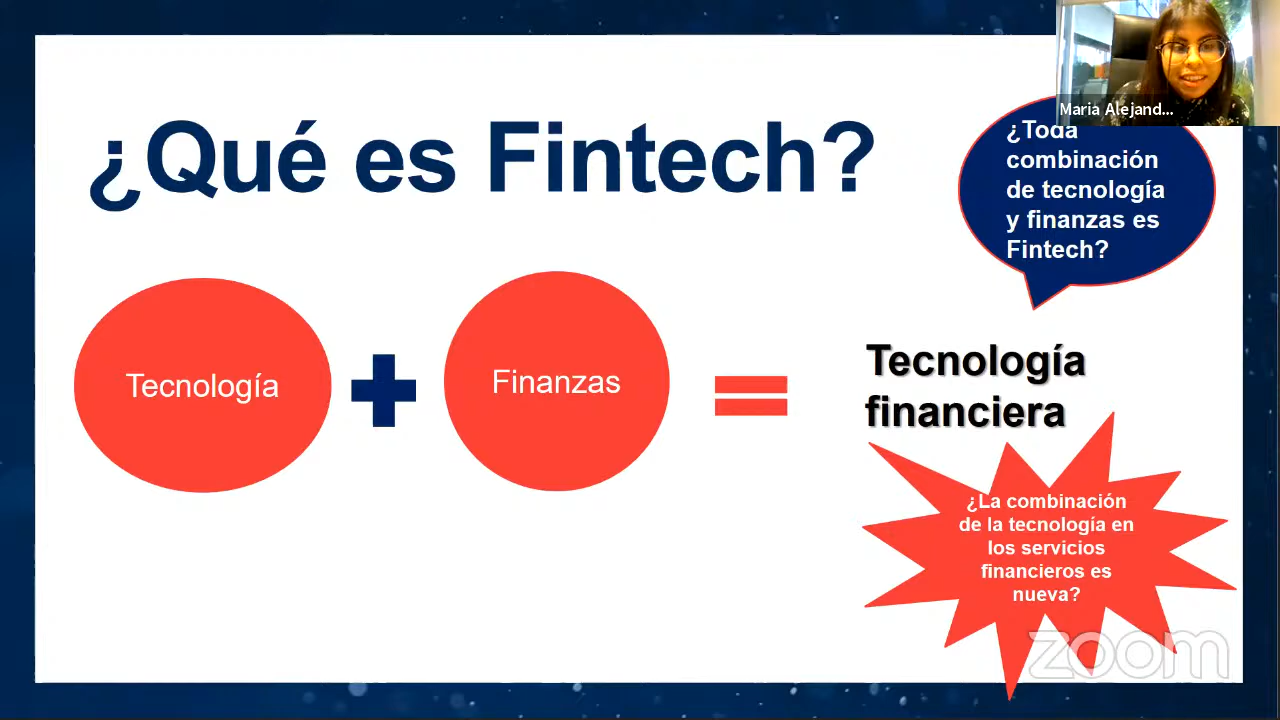 Maria Alejand...
¿Qué es Fintech?
¿Toda
combinación
de tecnología
y finanzas es
Fintech?
Tecnología
Finanzas
Tecnología
financiera
¿La combinación
de la tecnología en
los servicios
financieros es
nueva?
zoom